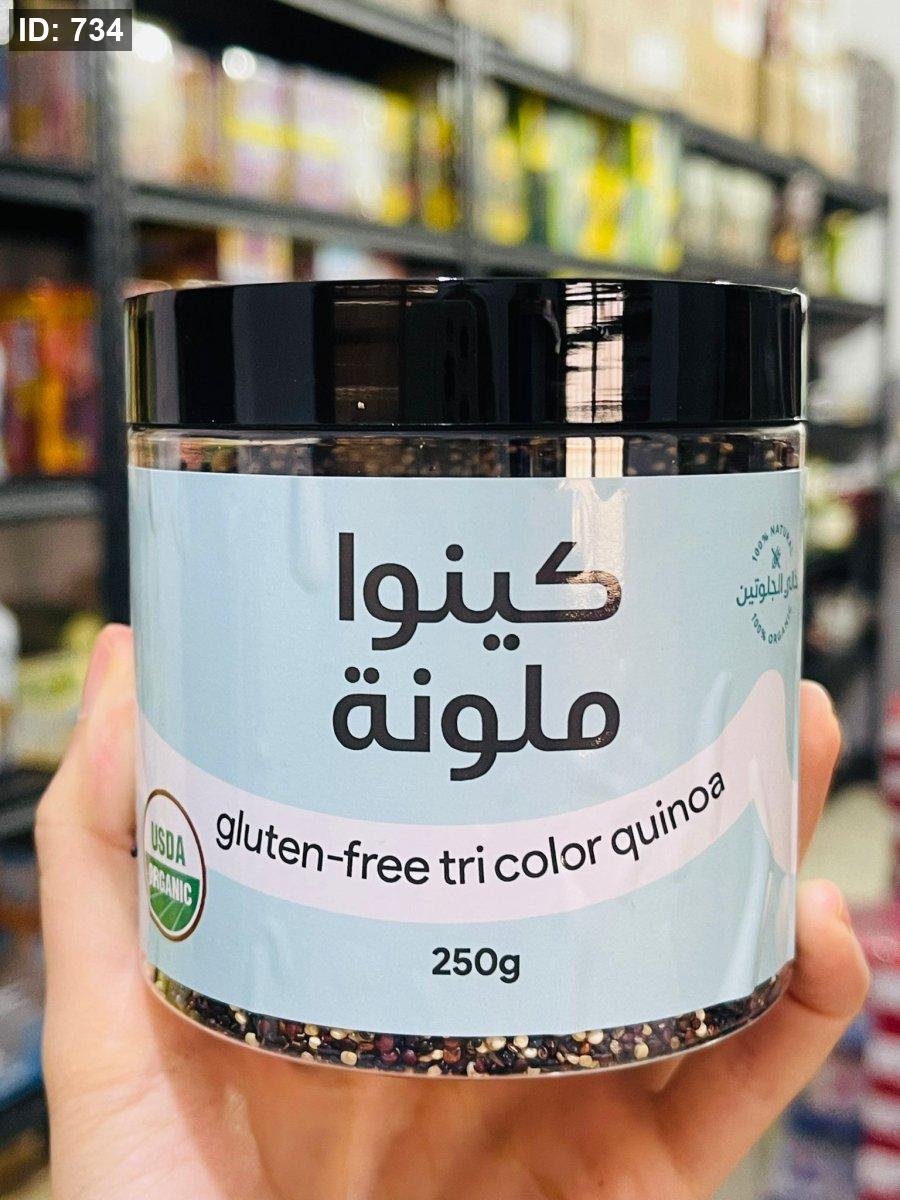 ID: 734
كينوا
ملونة
100% NATURAL
خالي الجلوتين
100% ORGANIC
gluten-free tri color quinoa
USDA
ORGANIC
250g